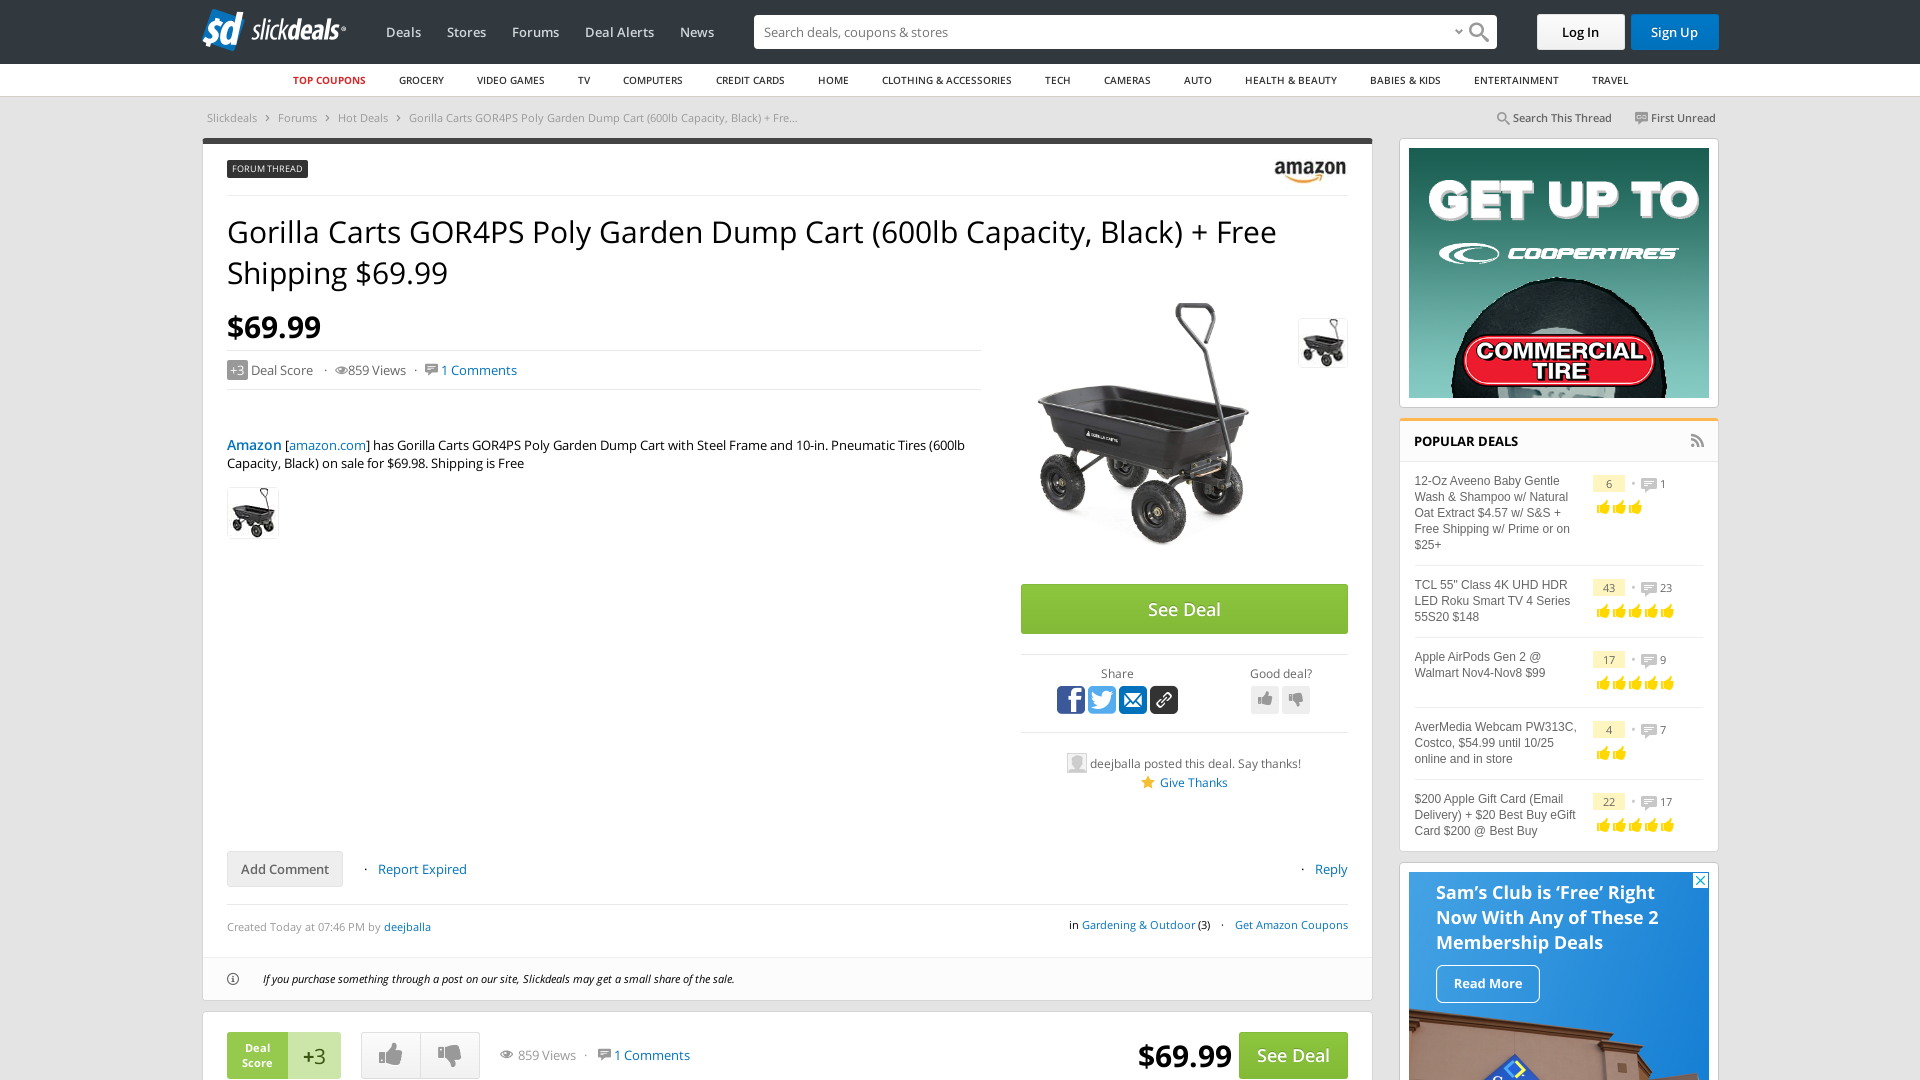 $d slickdeals
Deals
Stores
Forums
Deal Alerts
News
Search deals, coupons & stores
Log In
Sign Up
TOP COUPONS
GROCERY
VIDEO GAMES
TV
COMPUTERS
CREDIT CARDS
HOME
CLOTHING & ACCESSORIES
TECH
CAMERAS
AUTO
HEALTH & BEAUTY
BABIES & KIDS
ENTERTAINMENT
TRAVEL
Slickdeals › Forums › Hot Deals › Gorilla Carts GOR4PS Poly Garden Dump Cart (600lb Capacity, Black) + Fre...
Search This Thread
First Unread
FORUM THREAD
amazon
Gorilla Carts GOR4PS Poly Garden Dump Cart (600lb Capacity, Black) + Free
Shipping $69.99
$69.99
+3 Deal Score · 859 Views · 1 Comments
Amazon [amazon.com] has Gorilla Carts GOR4PS Poly Garden Dump Cart with Steel Frame and 10-in. Pneumatic Tires (600lb
Capacity, Black) on sale for $69.98. Shipping is Free
GORILLA CARTS
See Deal
Share
Good deal?
deejballa posted this deal. Say thanks!
Give Thanks
Add Comment
· Report Expired
· Reply
Created Today at 07:46 PM by deejballa
in Gardening & Outdoor (3) · Get Amazon Coupons
If you purchase something through a post on our site, Slickdeals may get a small share of the sale.
Deal
Score
+3
859 Views · 1 Comments
$69.99
See Deal
GET UP TO
COOPERTIRES
COMMERCIAL
TIRE
POPULAR DEALS
12-Oz Aveeno Baby Gentle
Wash & Shampoo w/ Natural
Oat Extract $4.57 w/ S&S +
Free Shipping w/ Prime or on
$25+
6 · 1
TCL 55" Class 4K UHD HDR
LED Roku Smart TV 4 Series
55S20 $148
43 · 23
Apple AirPods Gen 2 @
Walmart Nov4-Nov8 $99
17 · 9
AverMedia Webcam PW313C,
Costco, $54.99 until 10/25
online and in store
4 · 7
$200 Apple Gift Card (Email
Delivery) + $20 Best Buy eGift
Card $200 @ Best Buy
22 · 17
Sam's Club is 'Free' Right
Now With Any of These 2
Membership Deals
Read More